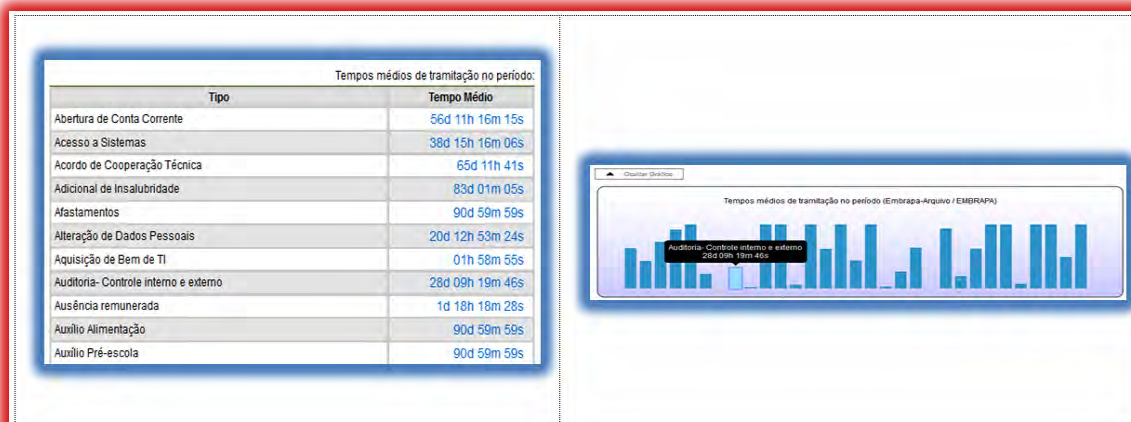 Tempos médios de tramitação no período:
Tipo Tempo Médio
Abertura de Conta Corrente 56d 11h 16m 15s
Acesso a Sistemas 38d 15h 16m 06s
Acordo de Cooperação Técnica 65d 11h 41s
Adicional de Insalubridade 83d 01m 05s
Afastamentos 90d 59m 59s
Alteração de Dados Pessoais 20d 12h 53m 24s
Aquisição de Bem de TI 01h 58m 55s
Auditoria- Controle interno e externo 28d 09h 19m 46s
Ausência remunerada 1d 18h 18m 28s
Auxílio Alimentação 90d 59m 59s
Auxílio Pré-escola 90d 59m 59s
Ocultar Gráfico
Tempos médios de tramitação no período (Embrapa-Arquivo / EMBRAPA)
Auditoria- Controle interno e externo
28d 09h 19m 46s